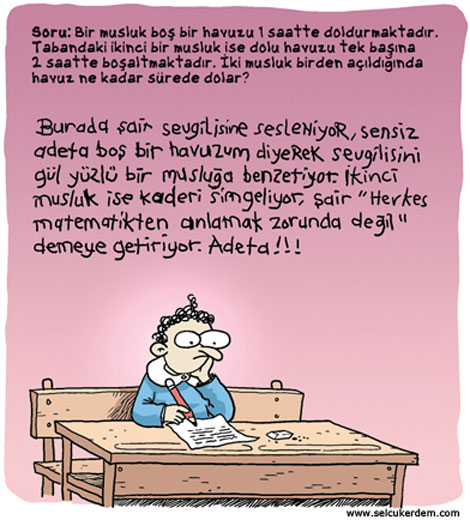 Soru: Bir musluk boş bir havuzu 1 saatte doldurmaktadır.
Tabandaki ikinci bir musluk ise dolu havuzu tek başına
2 saatte boşaltmaktadır. İki musluk birden açıldığında
havuz ne kadar sürede dolar?
Burada şair sevgilisine sesleniyor, sensiz
adeta boş bir havuzum diyerek sevgilisini
gül yüzlü bir musluğa benzetiyor. İkinci
musluk ise kaderi simgeliyor, şair "Herkes
matematikten anlamak zorunda değil"
demeye getiriyor. Adeta!!!
www.selcukerdem.com